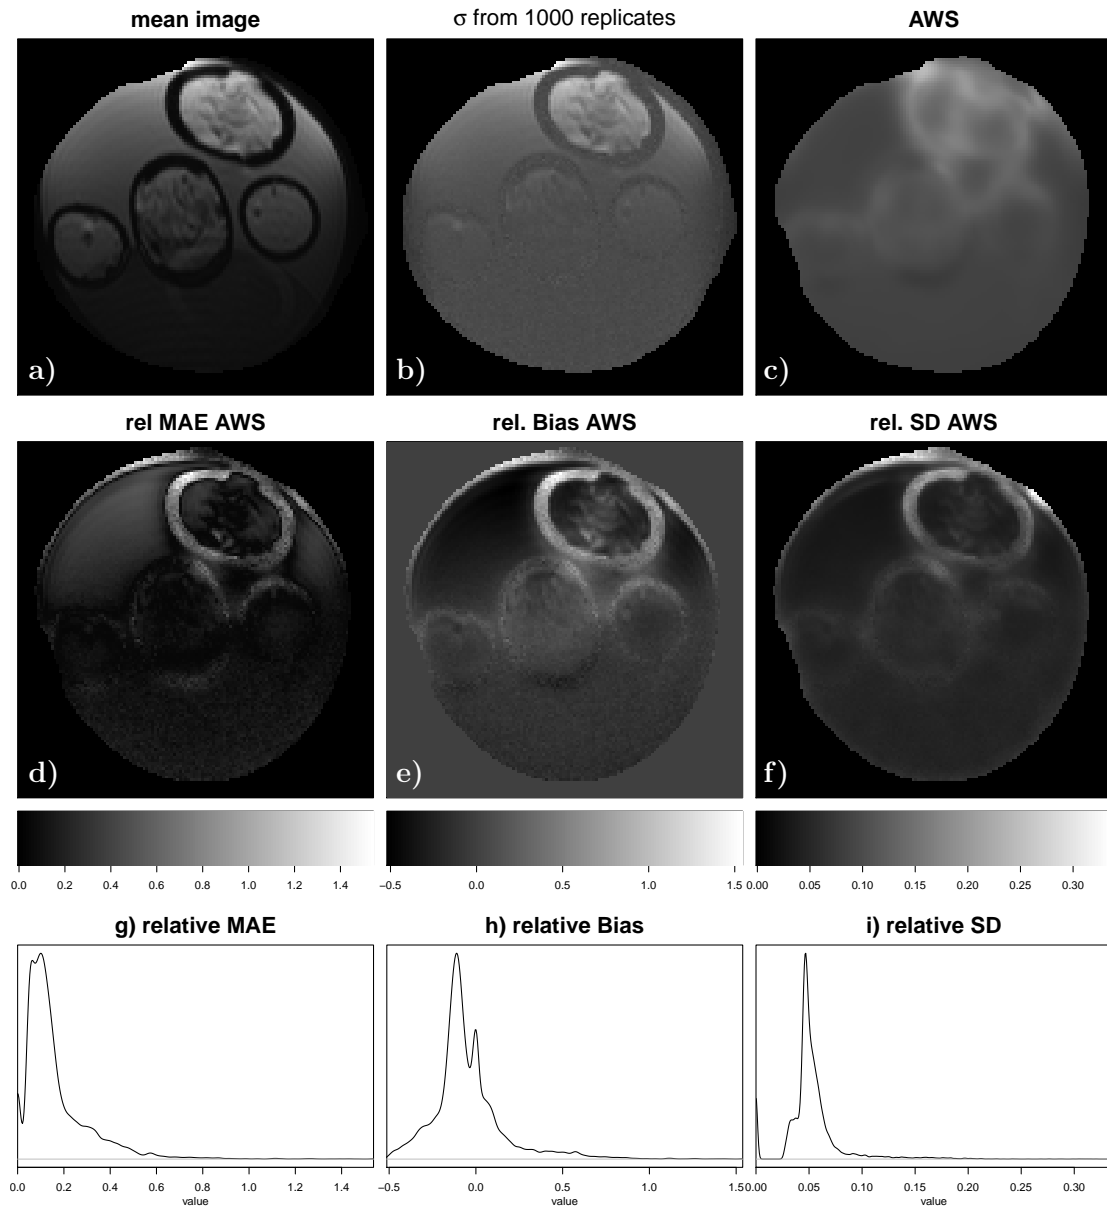 mean image
σ from 1000 replicates
AWS
a)
b)
c)
rel MAE AWS
rel. Bias AWS
rel. SD AWS
d)
e)
f)
0.0 0.2 0.4 0.6 0.8 1.0 1.2 1.4
−0.5 0.0 0.5 1.0 1.5
0.00 0.05 0.10 0.15 0.20 0.25 0.30
g) relative MAE
h) relative Bias
i) relative SD
0.0 0.2 0.4 0.6 0.8 1.0 1.2 1.4
−0.5 0.0 0.5 1.0 1.5
0.00 0.05 0.10 0.15 0.20 0.25 0.30
value
value
value